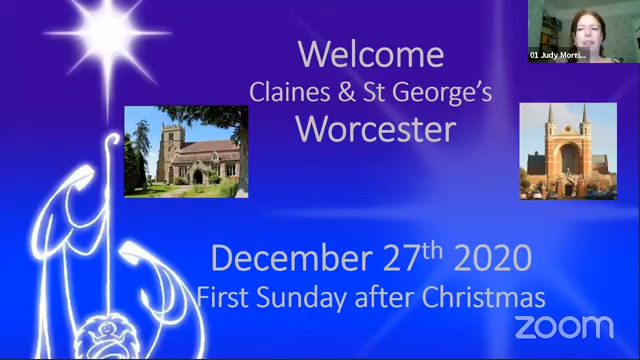 Welcome
Claines & St George's
Worcester
01 Judy Morri...
December 27th 2020
First Sunday after Christmas
zoom